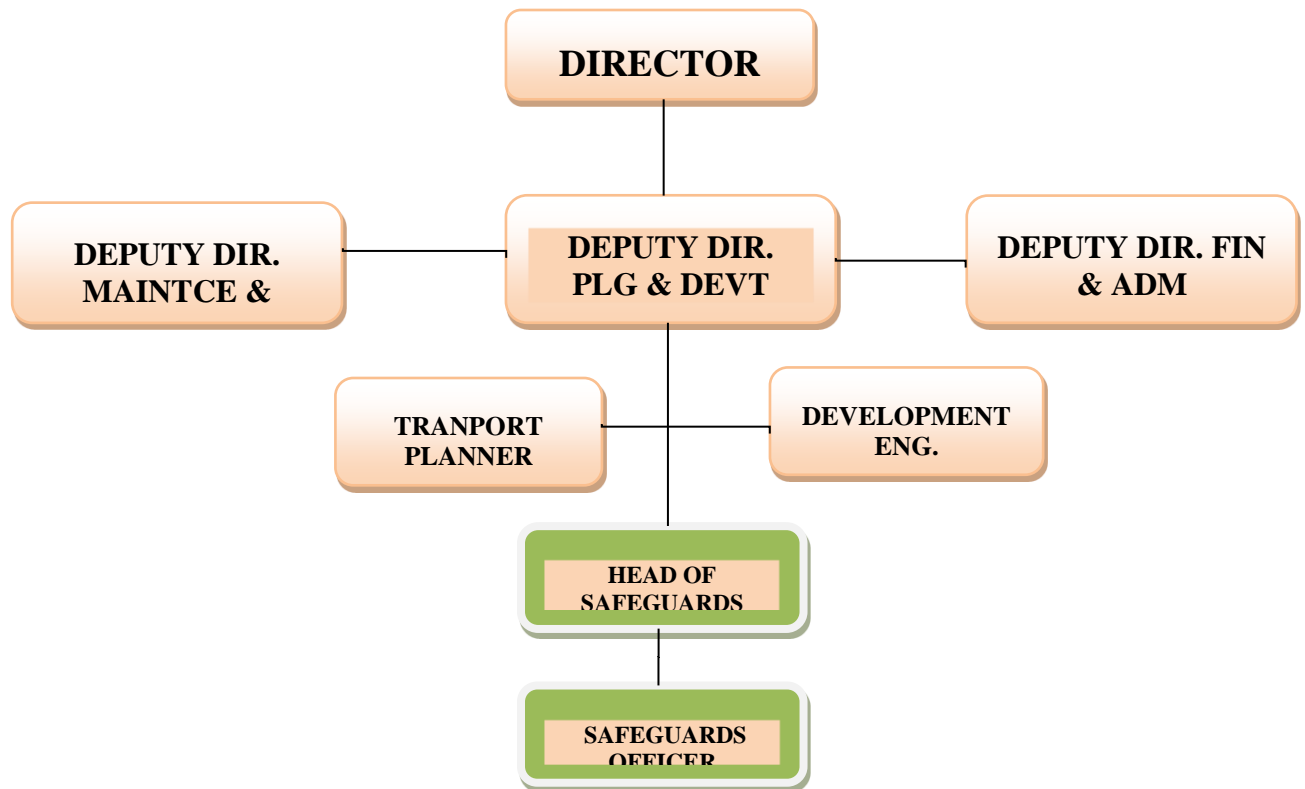 DIRECTOR
DEPUTY DIR.
MAINTCE &
DEPUTY DIR.
PLG & DEVT
DEPUTY DIR. FIN
& ADM
TRANPORT
PLANNER
DEVELOPMENT
ENG.
HEAD OF
SAFEGUARDS
SAFEGUARDS
OFFICER